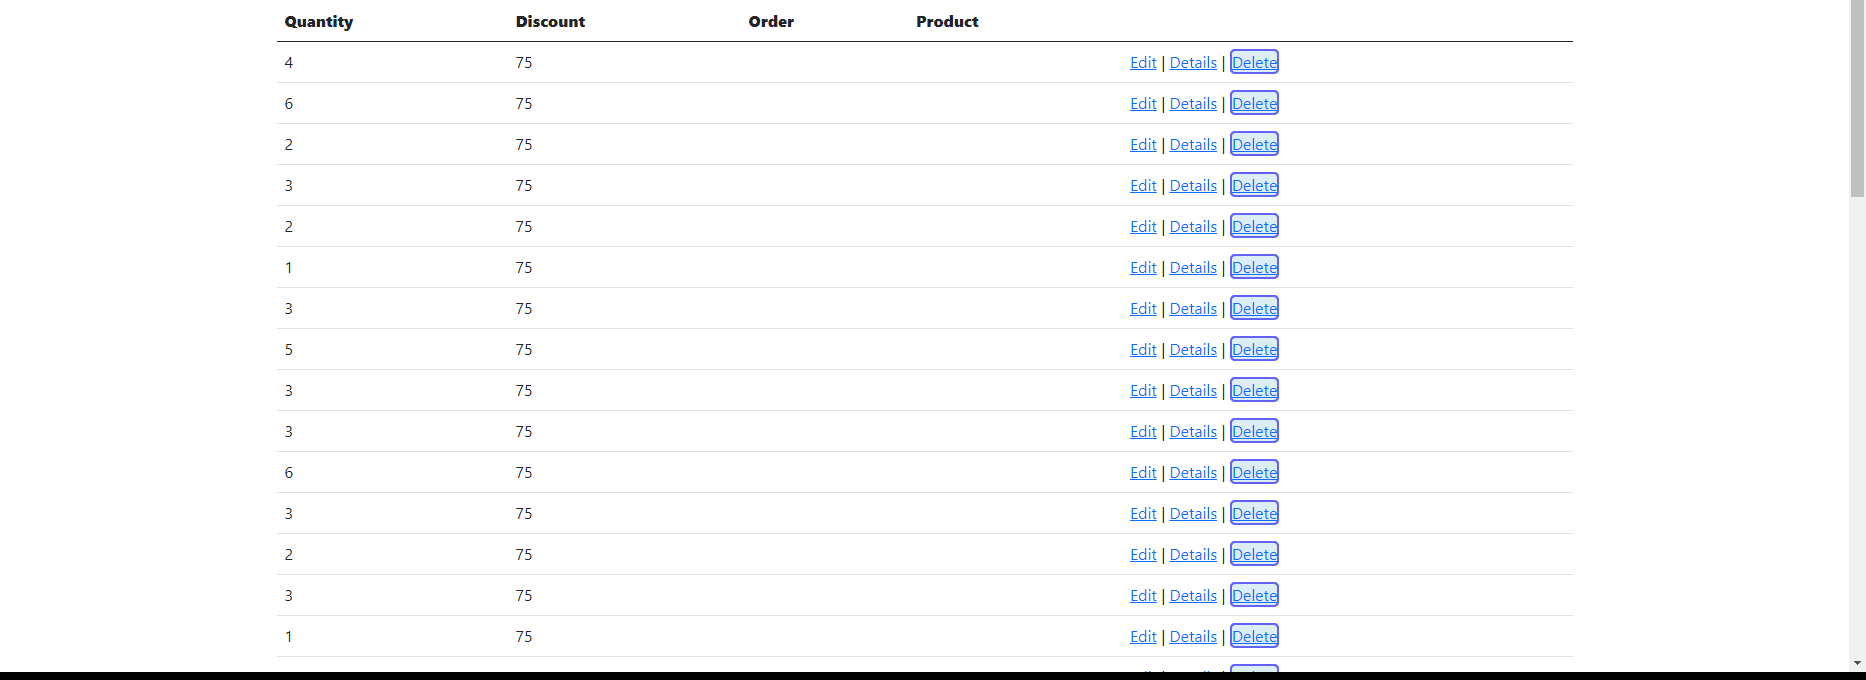 Quantity Discount Order Product
4 75 Edit | Details | Delete
6 75 Edit | Details | Delete
2 75 Edit | Details | Delete
3 75 Edit | Details | Delete
2 75 Edit | Details | Delete
1 75 Edit | Details | Delete
3 75 Edit | Details | Delete
5 75 Edit | Details | Delete
3 75 Edit | Details | Delete
3 75 Edit | Details | Delete
6 75 Edit | Details | Delete
3 75 Edit | Details | Delete
2 75 Edit | Details | Delete
3 75 Edit | Details | Delete
1 75 Edit | Details | Delete